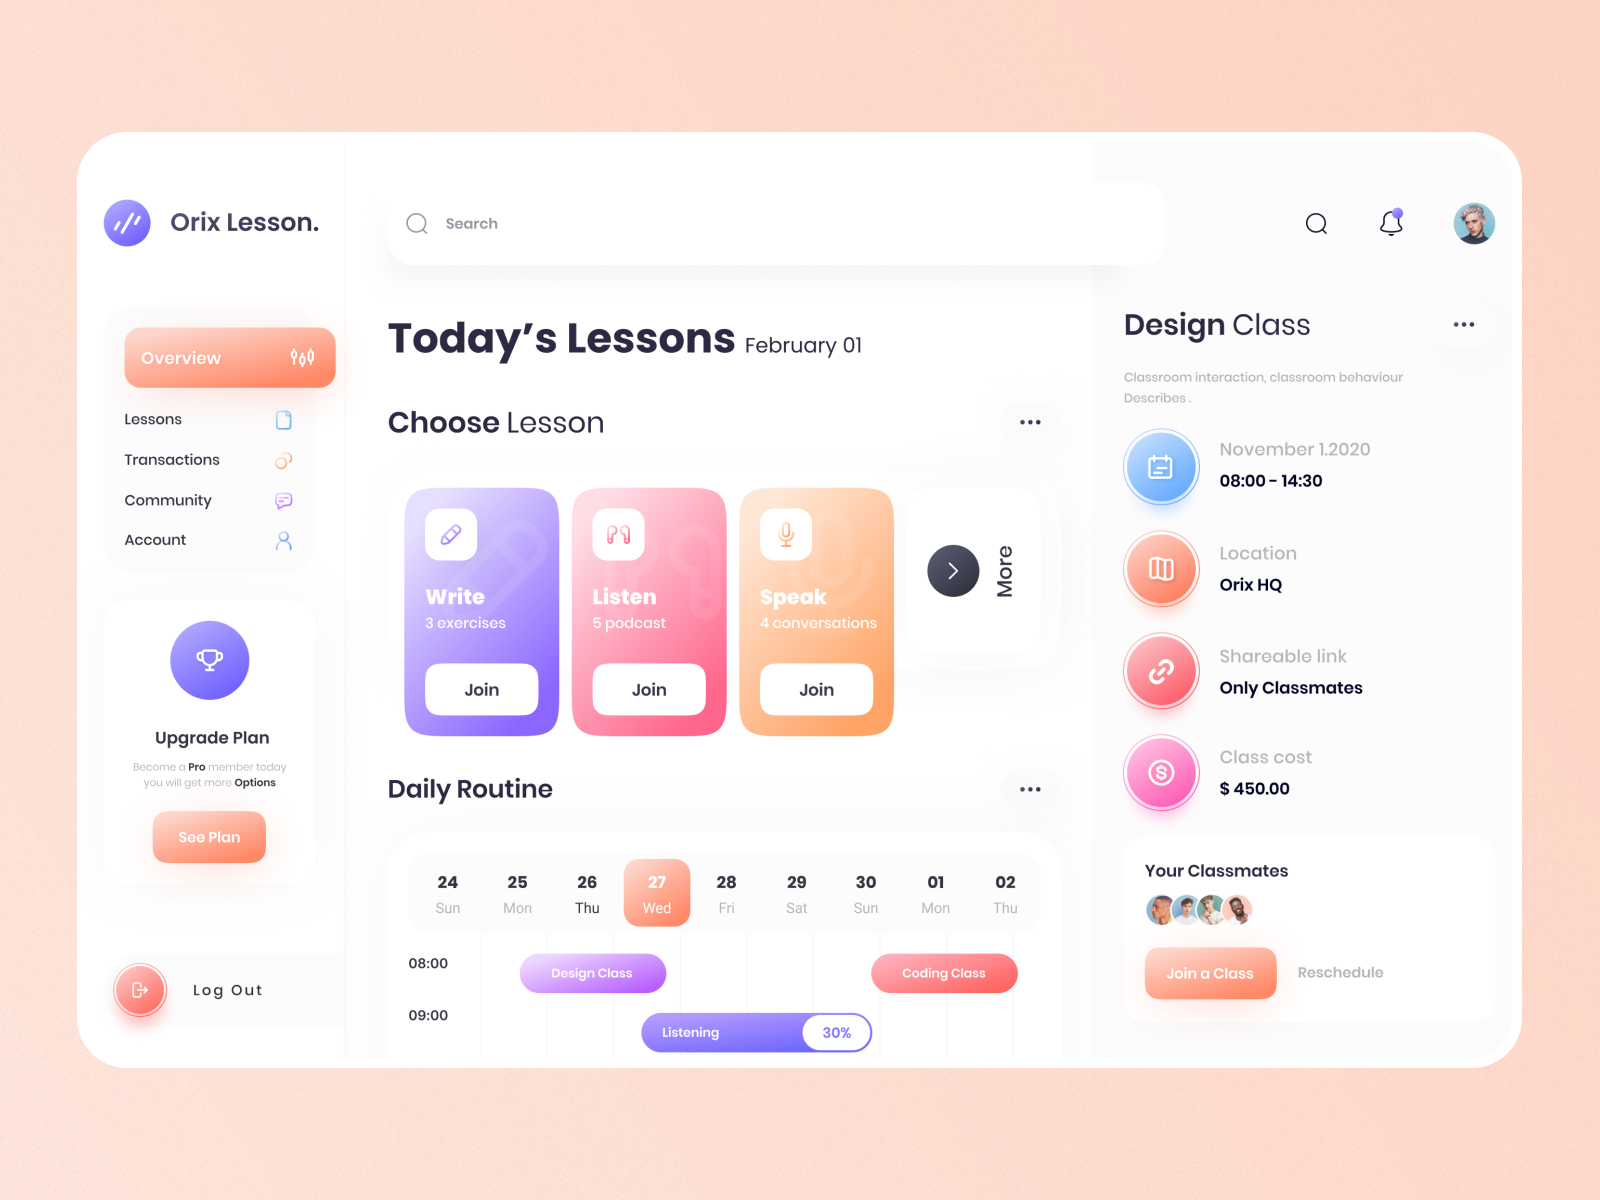 Orix Lesson.
Search
Overview
Lessons
Transactions
Community
Account
Upgrade Plan
Become a Pro member today
you will get more Options
See Plan
Log Out
Today’s Lessons February 01
Choose Lesson
Write
3 exercises
Join
Listen
5 podcast
Join
Speak
4 conversations
Join
More
Daily Routine
24 25 26 27 28 29 30 01 02
Sun Mon Thu Wed Fri Sat Sun Mon Thu
08:00
Design Class
Coding Class
09:00
Listening 30%
Design Class
Classroom interaction, classroom behaviour
Describes .
November 1.2020
08:00 - 14:30
Location
Orix HQ
Shareable link
Only Classmates
Class cost
$ 450.00
Your Classmates
Join a Class
Reschedule